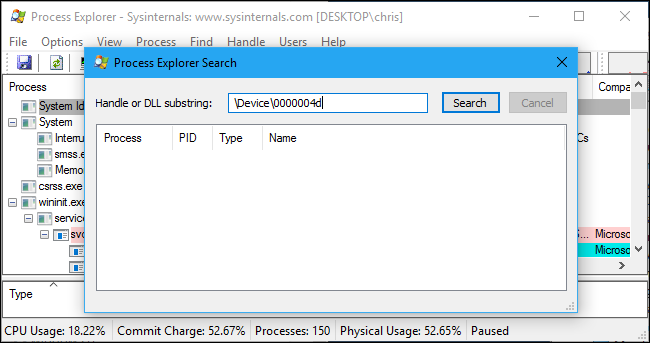 Process Explorer - Sysinternals: www.sysinternals.com [DESKTOP\chris]
File Options View Process Find Handle Users Help
Process Explorer Search
Process Compa
Handle or DLL substring: \Device\0000004d Search Cancel
System Id
System
Process PID Type Name
Interru Cs
smss.e
Memo
csrss.exe
wininit.exe
service
svc S... Microso
Microso
Type
CPU Usage: 18.22% Commit Charge: 52.67% Processes: 150 Physical Usage: 52.65% Paused